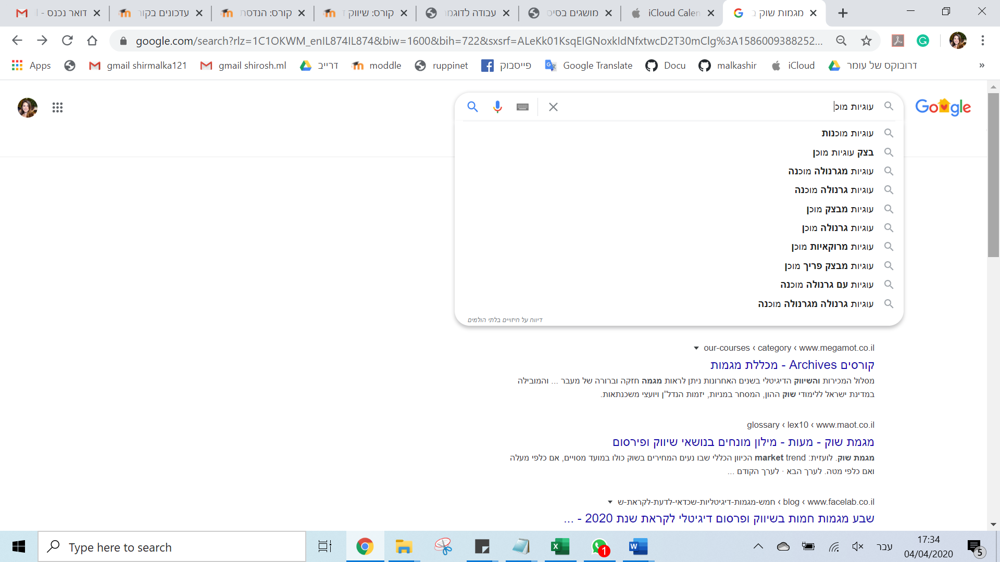 דואר נכנס - ו
עדכונים בקור
קורס: הנדסת
קורס: שיווק ד
עבודה לדוגמ
מושגים בסיס
iCloud Calen
מגמות שוק ב
google.com/search?rlz=1C1OKWM_enIL874IL874&biw=1600&bih=722&sxsrf=ALeKk01KsqEIGNoxkIdNfxtwcD2T30mClg%3A1586009388252...
Apps
gmail shirmalka121
gmail shirosh.ml
דרייב
moddle
ruppinet
פייסבוק
Google Translate
Docu
malkashir
iCloud
דרובוקס של עומר
»
Google
עוגיות מוכ
עוגיות מוכנות
בצק עוגיות מוכן
עוגיות מגרנולה מוכנה
עוגיות גרנולה מוכנה
עוגיות מבצק מוכן
עוגיות גרנולה מוכן
עוגיות מרוקאיות מוכן
עוגיות מבצק פריך מוכן
עוגיות עם גרנולה מוכנה
עוגיות גרנולה מגרנולה מוכנה
דיווח על חיזויים בלתי הולמים
www.megamot.co.il › category › our-courses
קורסים Archives - מכללת מגמות
מסלול המכירות והשיווק הדיגיטלי בשנים האחרונות ניתן לראות מגמה חזקה וברורה של מעבר ... והמובילה
במדינת ישראל ללימודי שוק ההון, המסחר במניות, יזמות הנדל"ן ויועצי משכנתאות.
www.maot.co.il › lex10 › glossary
מגמת שוק - מעות - מילון מונחים בנושאי שיווק ופירסום
מגמת שוק. לועזית: market trend הכיוון הכללי שבו נעים המחירים בשוק כולו במועד מסויים, אם כלפי מעלה
ואם כלפי מטה. לערך הבא · לערך הקודם ...
www.facelab.co.il › blog › חמש-מגמות-דיגיטליות-שכדאי-לדעת-לקראת-ש
שבע מגמות חמות בשיווק ופרסום דיגיטלי לקראת שנת 2020 - ...
Type here to search
1
עבר
17:34
04/04/2020
5